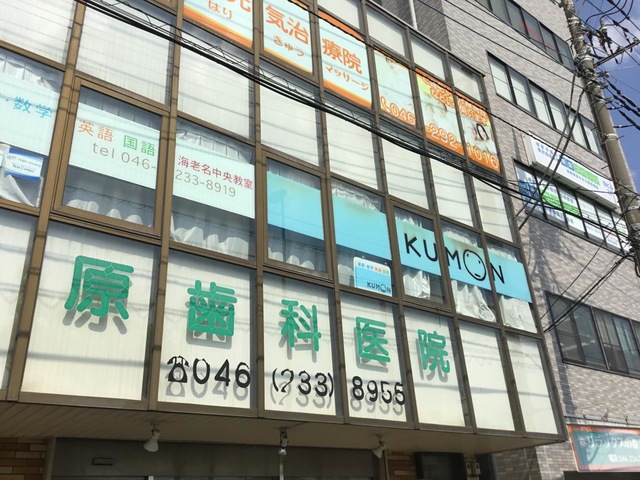 気治療院
はり きゅう マッサージ
046-292-1016
数学
英語 国語
tel 046-233-8919
海老名中央教室
KUMON
KUMON
原歯科医院
☎046 (233) 8955